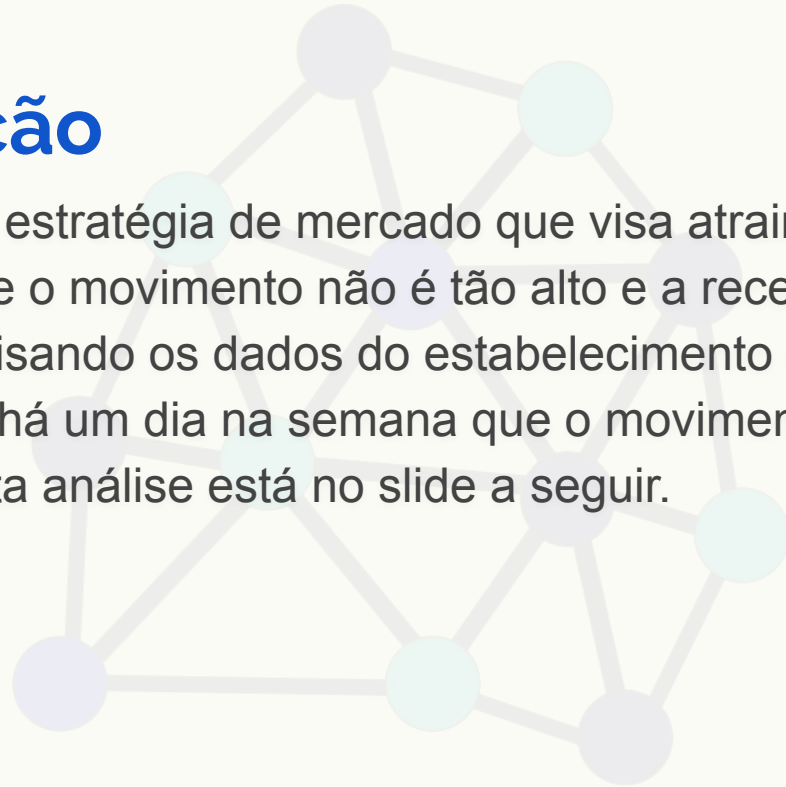 ção
estratégia de mercado que visa atrair
e o movimento não é tão alto e a rece
isando os dados do estabelecimento
há um dia na semana que o movimen
ta análise está no slide a seguir.